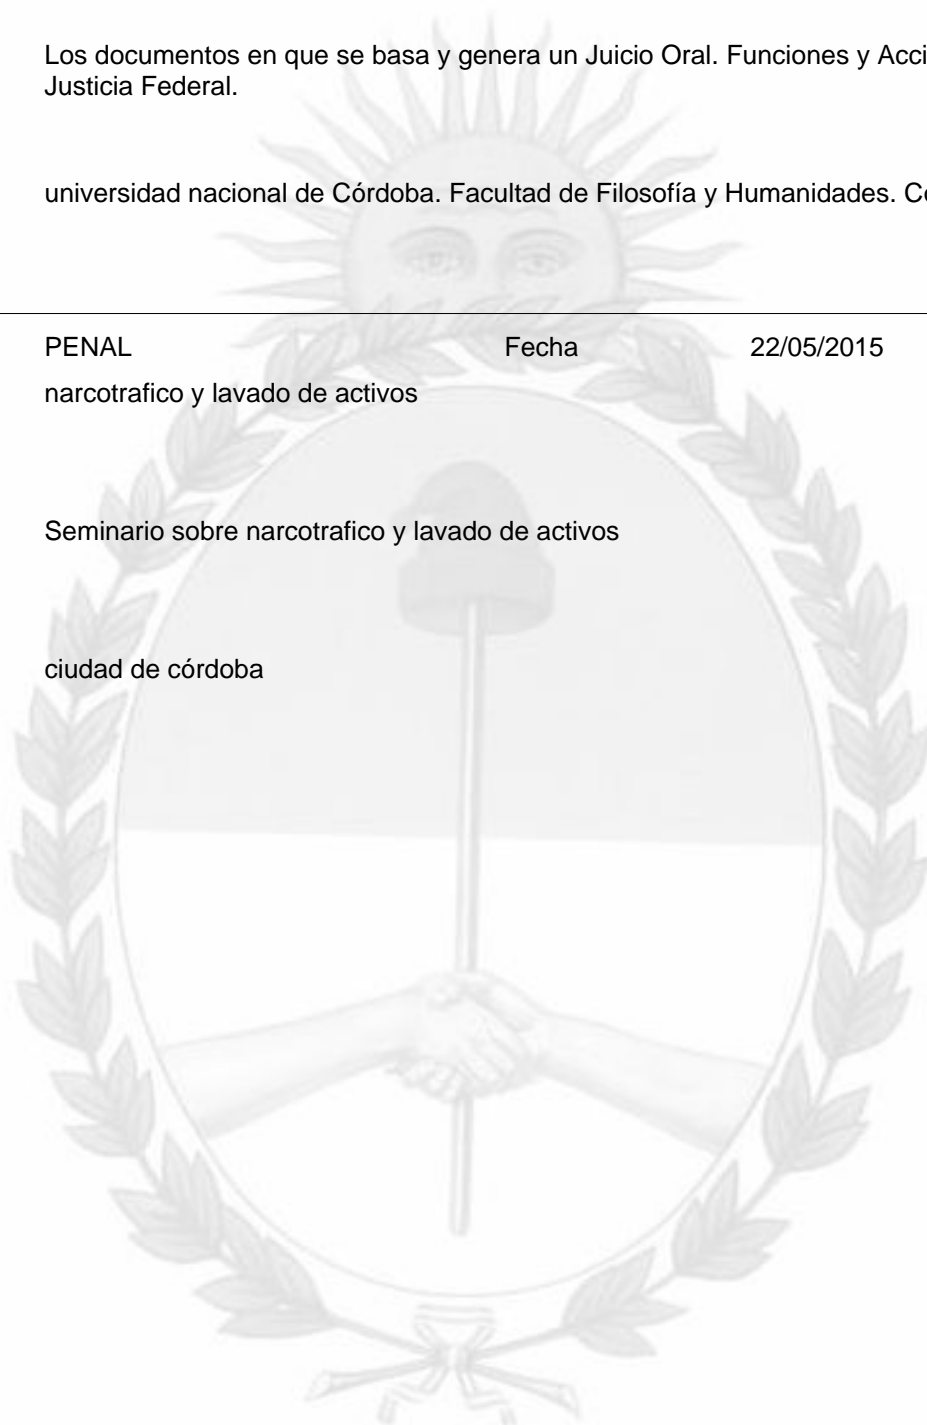 Los documentos en que se basa y genera un Juicio Oral. Funciones y Acci
Justicia Federal.
universidad nacional de Córdoba. Facultad de Filosofía y Humanidades.
PENAL Fecha 22/05/2015
narcotrafico y lavado de activos
Seminario sobre narcotrafico y lavado de activos
ciudad de córdoba